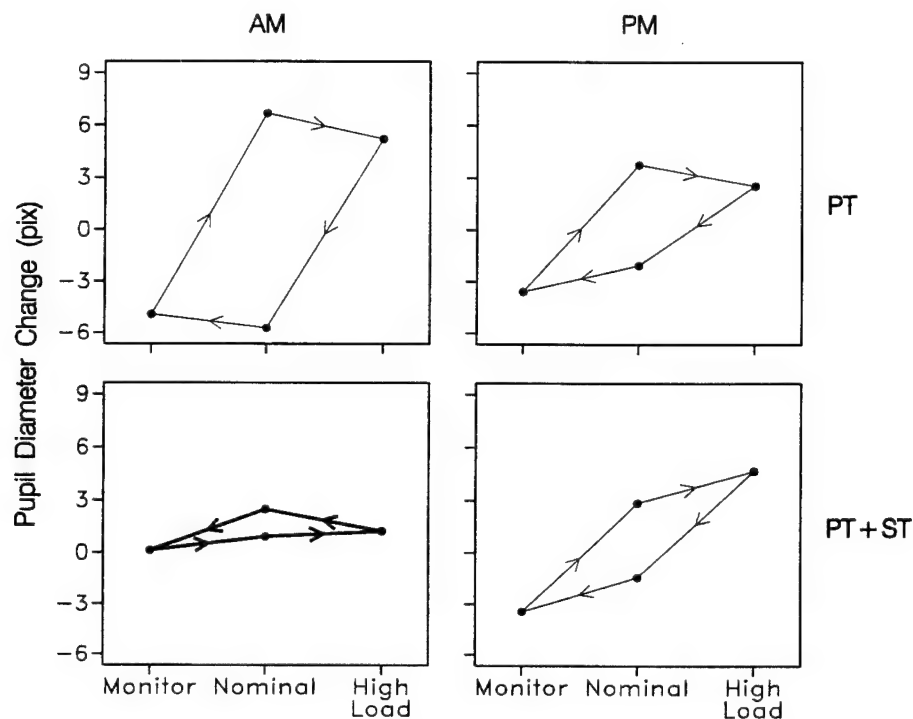 AM
PM
Pupil Diameter Change (pix)
9
6
3
0
−3
−6
PT
9
6
3
0
−3
−6
PT+ST
Monitor
Nominal
High
Load
Monitor
Nominal
High
Load